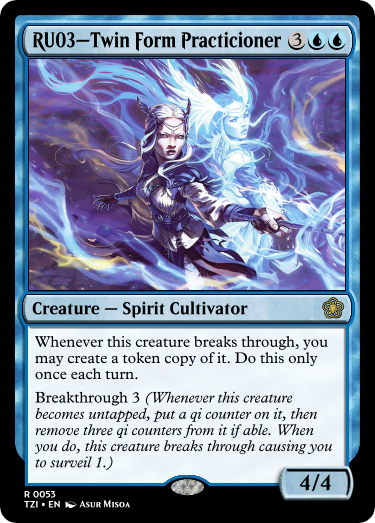 RU03–Twin Form Practicioner 3
Creature — Spirit Cultivator
Whenever this creature breaks through, you
may create a token copy of it. Do this only
once each turn.
Breakthrough 3 (Whenever this creature
becomes untapped, put a qi counter on it, then
remove three qi counters from it if able. When
you do, this creature breaks through causing you
to surveil 1.)
4/4
R 0053
TZI • EN Asur Misoa